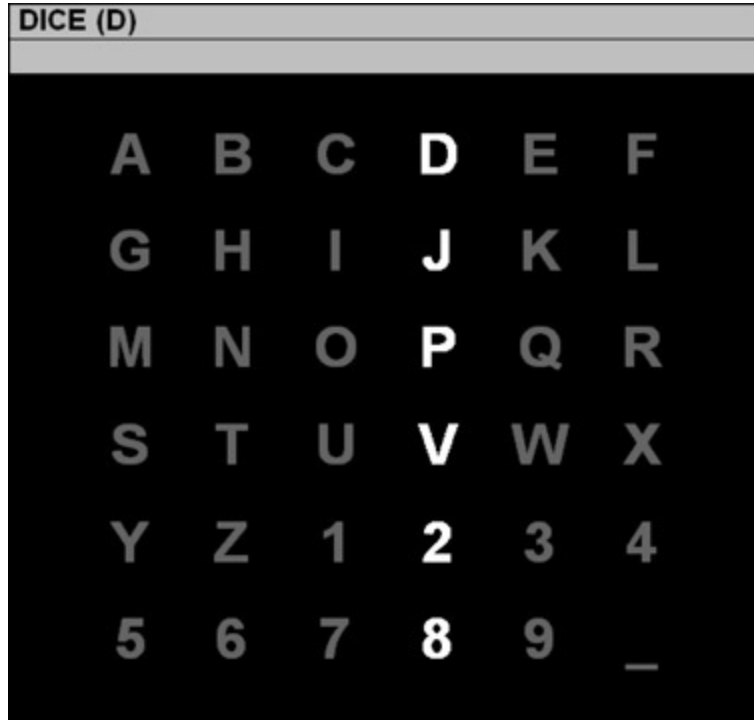 DICE (D)
A B C D E F
G H I J K L
M N O P Q R
S T U V W X
Y Z 1 2 3 4
5 6 7 8 9 _